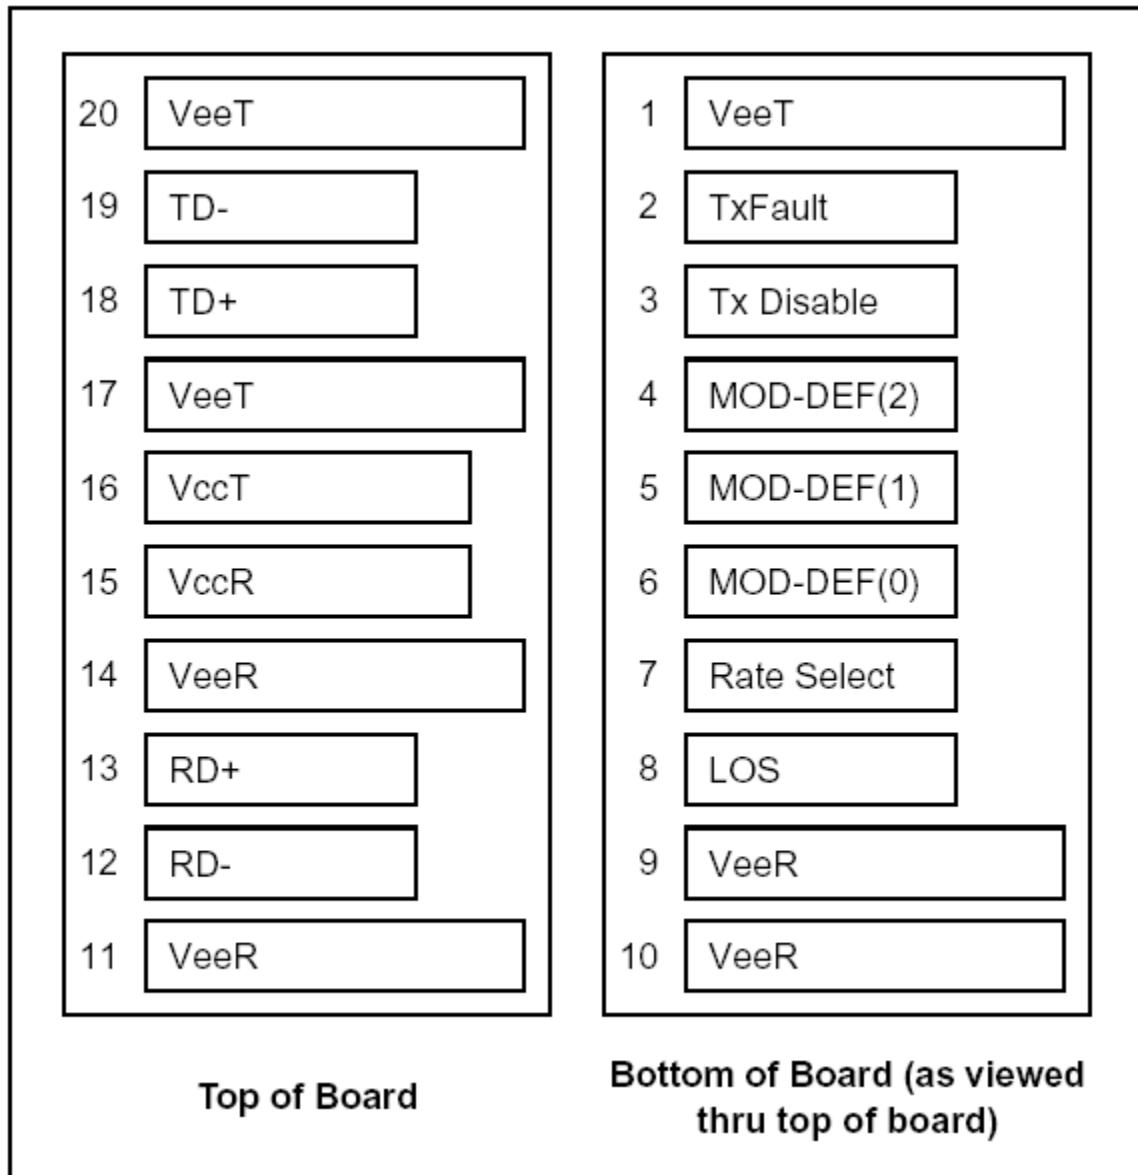 20 VeeT
19 TD-
18 TD+
17 VeeT
16 VccT
15 VccR
14 VeeR
13 RD+
12 RD-
11 VeeR
Top of Board
1 VeeT
2 TxFault
3 Tx Disable
4 MOD-DEF(2)
5 MOD-DEF(1)
6 MOD-DEF(0)
7 Rate Select
8 LOS
9 VeeR
10 VeeR
Bottom of Board (as viewed
thru top of board)